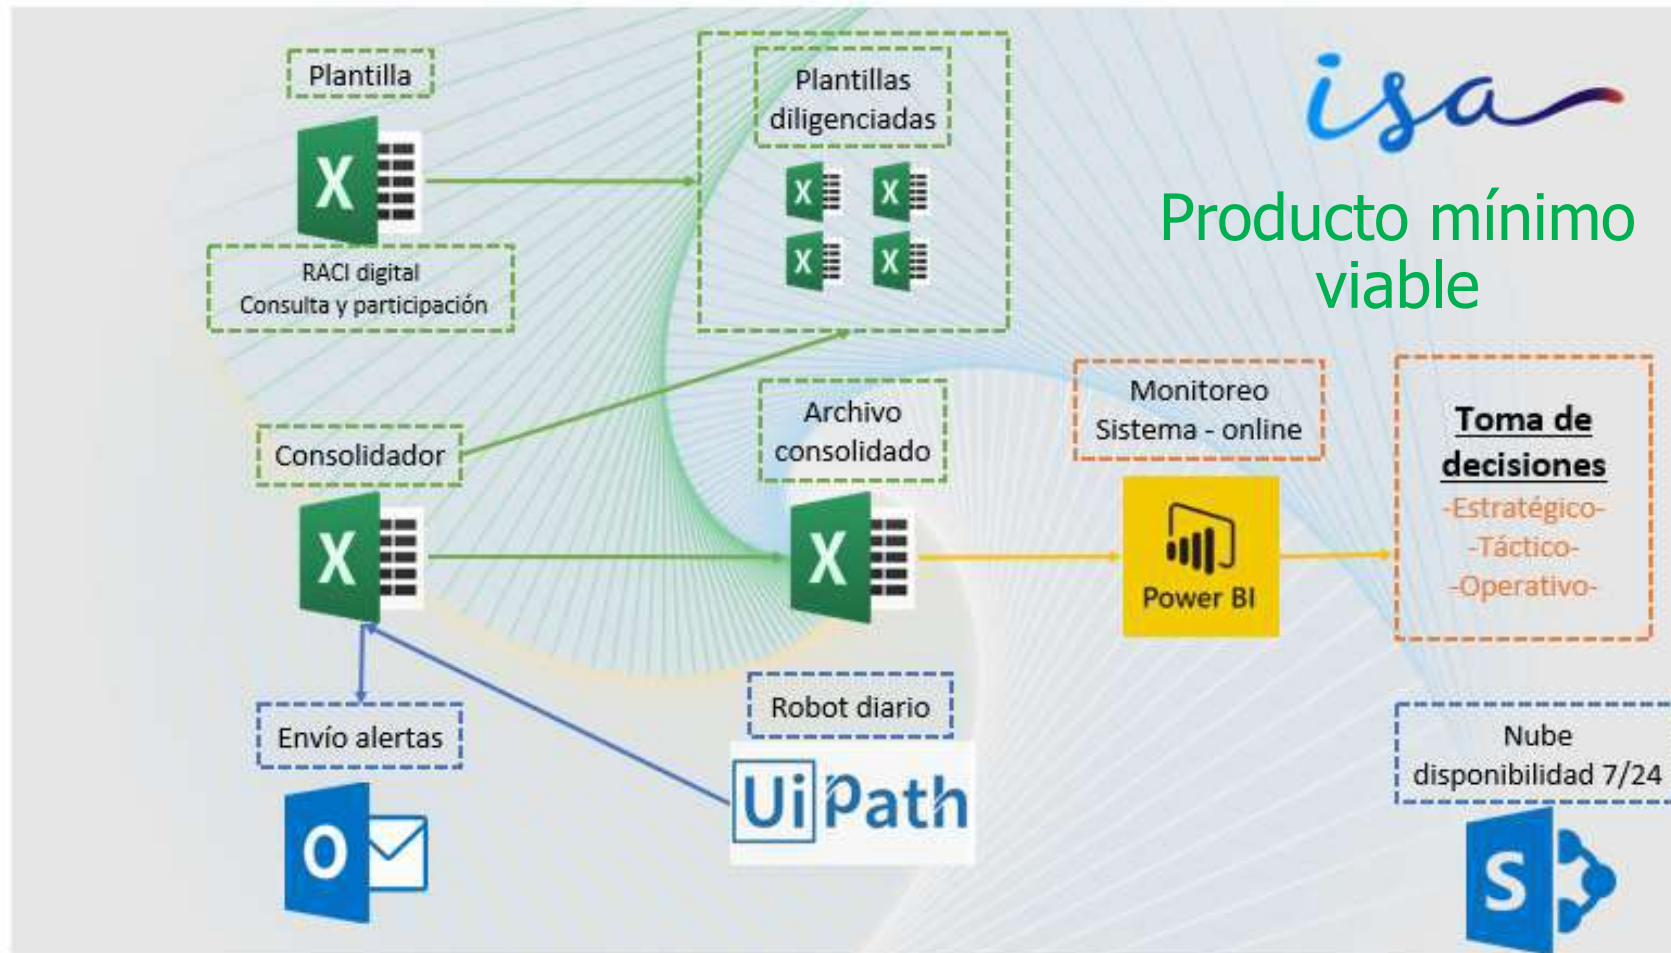 Plantilla
X
RACI digital
Consulta y participación
Plantillas
diligenciadas
X
X
X
X
isa
Producto mínimo
viable
Consolidador
X
Archivo
consolidado
X
Monitoreo
Sistema - online
Power BI
Toma de
decisiones
-Estratégico-
-Táctico-
-Operativo-
Envío alertas
O
Robot diario
UiPath
Nube
disponibilidad 7/24
S